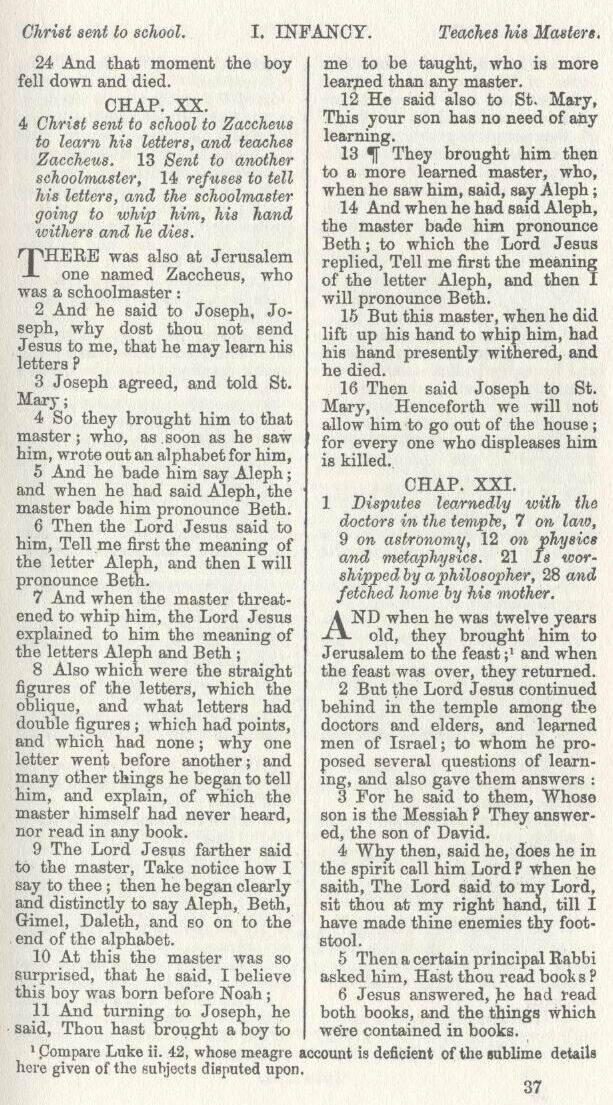 Christ sent to school. I. INFANCY. Teaches his Masters.
24 And that moment the boy
fell down and died.
CHAP. XX.
4 Christ sent to school to Zaccheus
to learn his letters, and teaches
Zaccheus. 13 Sent to another
schoolmaster, 14 refuses to tell
his letters, and the schoolmaster
going to whip him, his hand
withers and he dies.
THERE was also at Jerusalem
one named Zaccheus, who
was a schoolmaster :
2 And he said to Joseph, Jo-
seph, why dost thou not send
Jesus to me, that he may learn his
letters ?
3 Joseph agreed, and told St.
Mary ;
4 So they brought him to that
master ; who, as soon as he saw
him, wrote out an alphabet for him,
5 And he bade him say Aleph ;
and when he had said Aleph, the
master bade him pronounce Beth.
6 Then the Lord Jesus said to
him, Tell me first the meaning of
the letter Aleph, and then I will
pronounce Beth.
7 And when the master threat-
ened to whip him, the Lord Jesus
explained to him the meaning of
the letters Aleph and Beth ;
8 Also which were the straight
figures of the letters, which the
oblique, and what letters had
double figures ; which had points,
and which had none ; why one
letter went before another ; and
many other things he began to tell
him, and explain, of which the
master himself had never heard,
nor read in any book.
9 The Lord Jesus farther said
to the master, Take notice how I
say to thee ; then he began clearly
and distinctly to say Aleph, Beth,
Gimel, Daleth, and so on to the
end of the alphabet.
10 At this the master was so
surprised, that he said, I believe
this boy was born before Noah ;
11 And turning to Joseph, he
said, Thou hast brought a boy to
me to be taught, who is more
learned than any master.
12 He said also to St. Mary,
This your son has no need of any
learning.
13 ¶ They brought him then
to a more learned master, who,
when he saw him, said, say Aleph ;
14 And when he had said Aleph,
the master bade him pronounce
Beth ; to which the Lord Jesus
replied, Tell me first the meaning
of the letter Aleph, and then I
will pronounce Beth.
15 But this master, when he did
lift up his hand to whip him, had
his hand presently withered, and
he died.
16 Then said Joseph to St.
Mary, Henceforth we will not
allow him to go out of the house ;
for every one who displeases him
is killed.
CHAP. XXI.
1 Disputes learnedly with the
doctors in the temple, 7 on law,
9 on astronomy, 12 on physics
and metaphysics. 21 Is wor-
shipped by a philosopher, 28 and
fetched home by his mother.
AND when he was twelve years
old, they brought him to
Jerusalem to the feast ;¹ and when
the feast was over, they returned.
2 But the Lord Jesus continued
behind in the temple among the
doctors and elders, and learned
men of Israel ; to whom he pro-
posed several questions of learn-
ing, and also gave them answers :
3 For he said to them, Whose
son is the Messiah ? They answer-
ed, the son of David.
4 Why then, said he, does he in
the spirit call him Lord ? when he
saith, The Lord said to my Lord,
sit thou at my right hand, till I
have made thine enemies thy foot-
stool.
5 Then a certain principal Rabbi
asked him, Hast thou read books ?
6 Jesus answered, he had read
both books, and the things which
were contained in books.
¹ Compare Luke ii. 42, whose meagre account is deficient of the sublime details
here given of the subjects disputed upon.
37